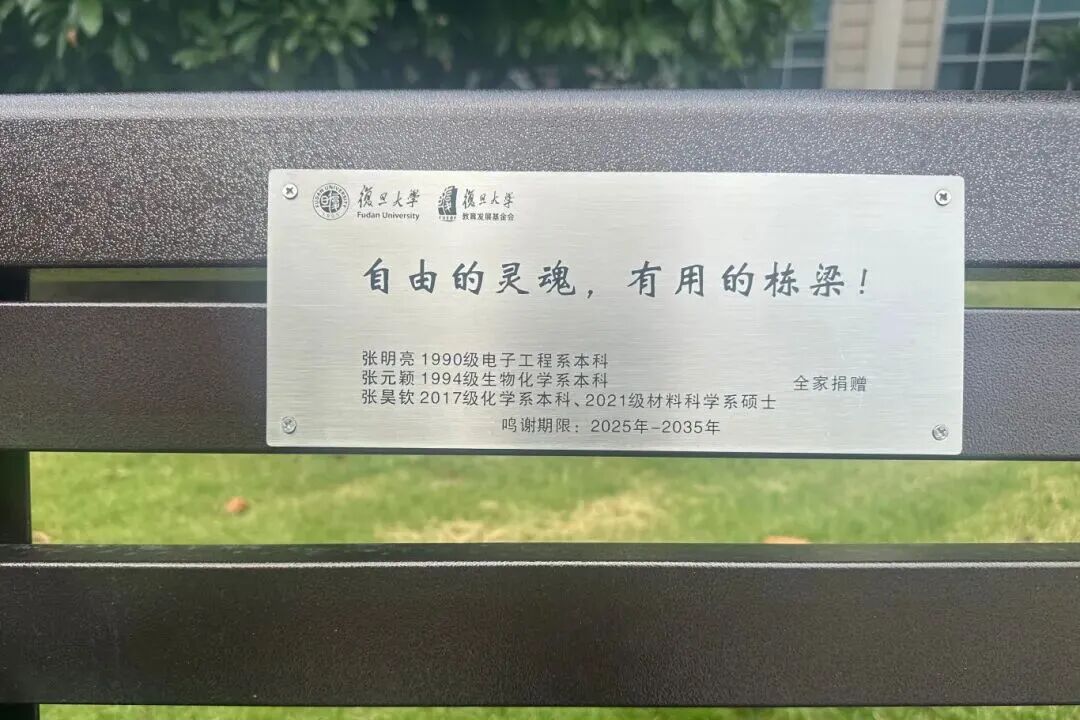 復旦大學 復旦大学
Fudan University 教育发展基金会
自由的灵魂，有用的栋梁！
张明亮 1990级电子工程系本科
张元颖 1994级生物化学系本科 全家捐赠
张昊钦 2017级化学系本科、2021级材料科学系硕士
鸣谢期限：2025年-2035年